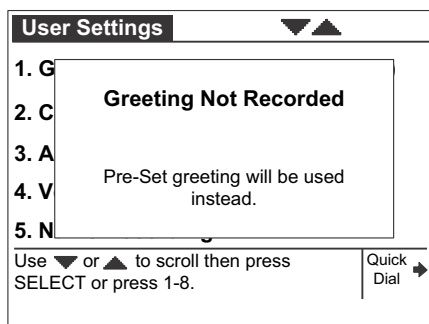 User Settings
1. G
Greeting Not Recorded
2. C
3. A
Pre-Set greeting will be used
4. V
instead.
5. N
Use ▼ or ▲ to scroll then press
SELECT or press 1-8.
Quick
Dial